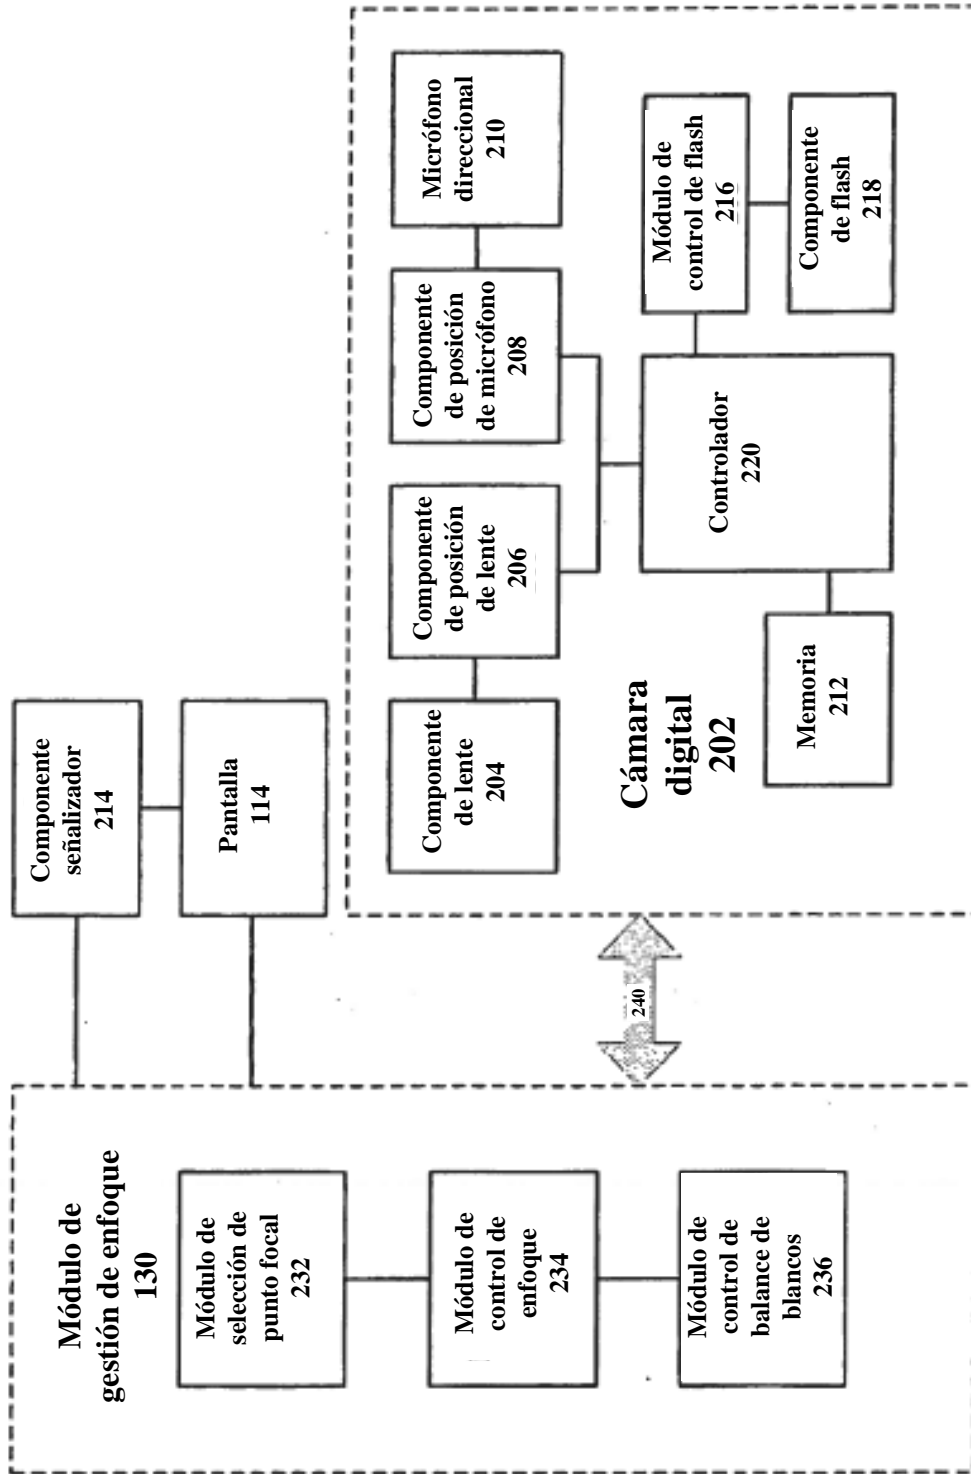 Módulo de
gestión de enfoque
130
Módulo de
selección de
punto focal
232
Módulo de
control de
enfoque
234
Módulo de
control de
balance de
blancos
236
Componente
señalizador
214
Pantalla
114
240
Componente
de lente
204
Componente
de posición
de lente
206
Componente
de posición
de micrófono
208
Micrófono
direccional
210
Cámara
digital
202
Memoria
212
Controlador
220
Módulo de
control de flash
216
Componente
de flash
218